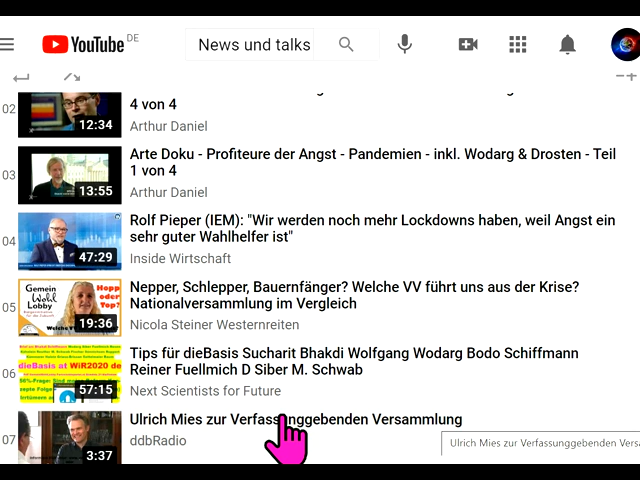 YouTube DE
News und talks
02
4 von 4
Arthur Daniel
12:34
03
Arte Doku - Profiteure der Angst - Pandemien - inkl. Wodarg & Drosten - Teil
1 von 4
Arthur Daniel
13:55
04
Rolf Pieper (IEM): "Wir werden noch mehr Lockdowns haben, weil Angst ein
sehr guter Wahlhelfer ist"
Inside Wirtschaft
47:29
05
Gemein
Wohl
Lobby
Hopp
oder
Top?
Nepper, Schlepper, Bauernfänger? Welche VV führt uns aus der Krise?
Nationalversammlung im Vergleich
Nicola Steiner Westernreiten
19:36
06
dieBasis at WiR2020 de
Tips für dieBasis Sucharit Bhakdi Wolfgang Wodarg Bodo Schiffmann
Reiner Fuellmich D Siber M. Schwab
Next Scientists for Future
57:15
07
Ulrich Mies zur Verfassunggebenden Versammlung
ddbRadio
3:37
Ulrich Mies zur Verfassunggebenden Versa